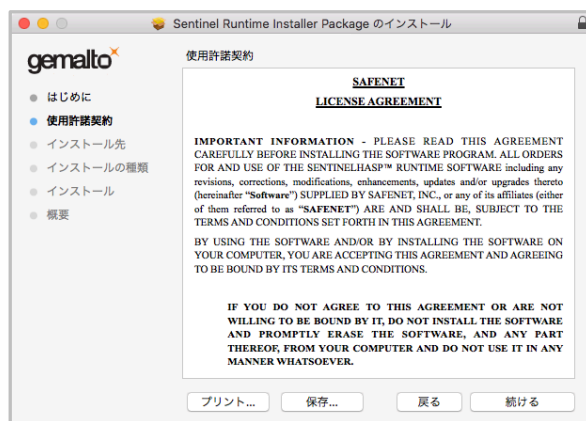 Sentinel Runtime Installer Package のインストール
gemalto
はじめに
使用許諾契約
インストール先
インストールの種類
インストール
概要
使用許諾契約
SAFENET
LICENSE AGREEMENT
IMPORTANT INFORMATION - PLEASE READ THIS AGREEMENT
CAREFULLY BEFORE INSTALLING THE SOFTWARE PROGRAM. ALL ORDERS
FOR AND USE OF THE SENTINELHASP™ RUNTIME SOFTWARE including any
revisions, corrections, modifications, enhancements, updates and/or upgrades thereto
(hereinafter “Software”) SUPPLIED BY SAFENET, INC., or any of its affiliates (either
of them referred to as “SAFENET”) ARE AND SHALL BE, SUBJECT TO THE
TERMS AND CONDITIONS SET FORTH IN THIS AGREEMENT.
BY USING THE SOFTWARE AND/OR BY INSTALLING THE SOFTWARE ON
YOUR COMPUTER, YOU ARE ACCEPTING THIS AGREEMENT AND AGREEING
TO BE BOUND BY ITS TERMS AND CONDITIONS.
IF YOU DO NOT AGREE TO THIS AGREEMENT OR ARE NOT
WILLING TO BE BOUND BY IT, DO NOT INSTALL THE SOFTWARE
AND PROMPTLY ERASE THE SOFTWARE, AND ANY PART
THEREOF, FROM YOUR COMPUTER AND DO NOT USE IT IN ANY
MANNER WHATSOEVER.
プリント... 保存... 戻る 続ける